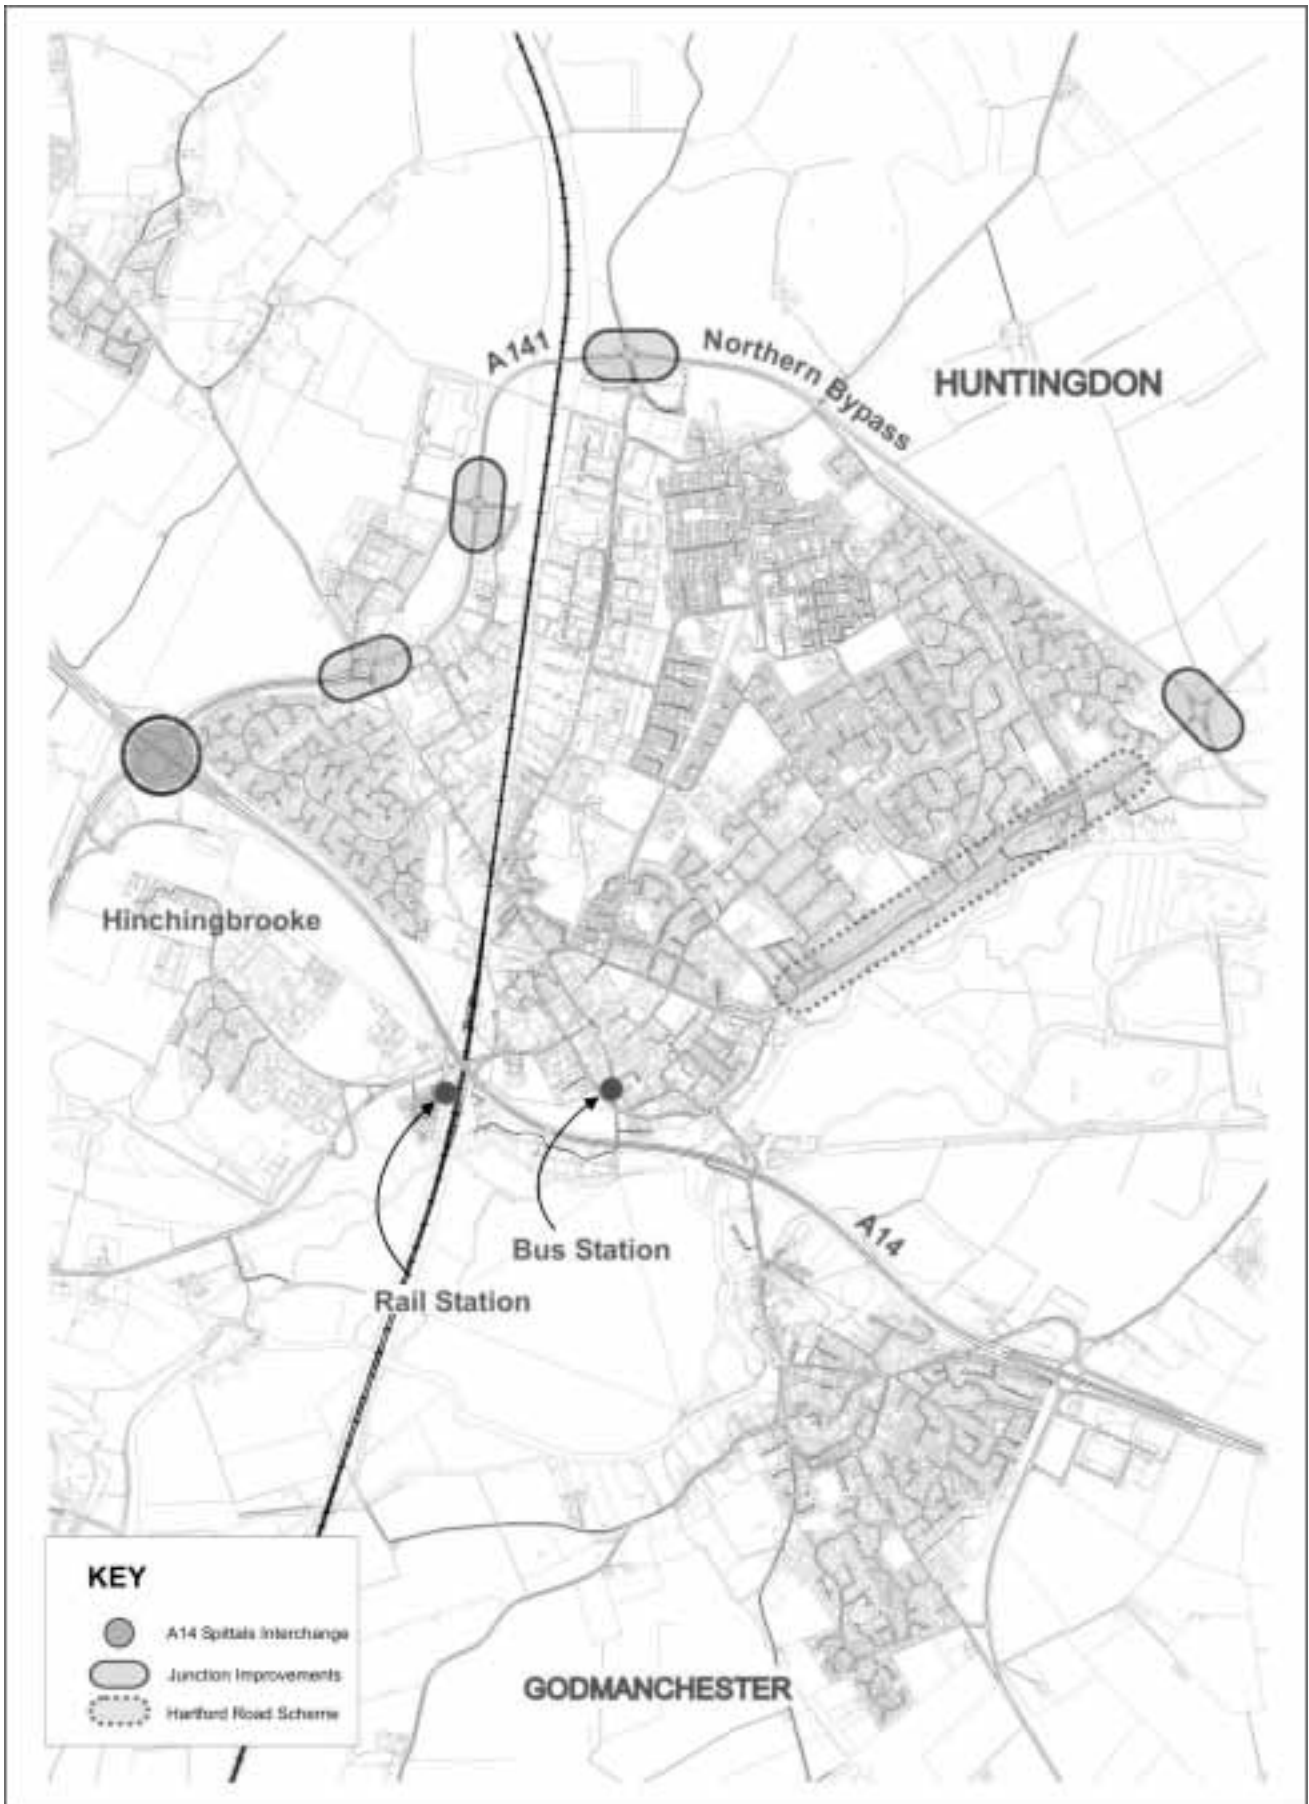 A141
Northern Bypass
HUNTINGDON
Hinchingbrooke
A14
Bus Station
Rail Station
KEY
A14 Spittals Interchange
Junction Improvements
Hartford Road Scheme
GODMANCHESTER